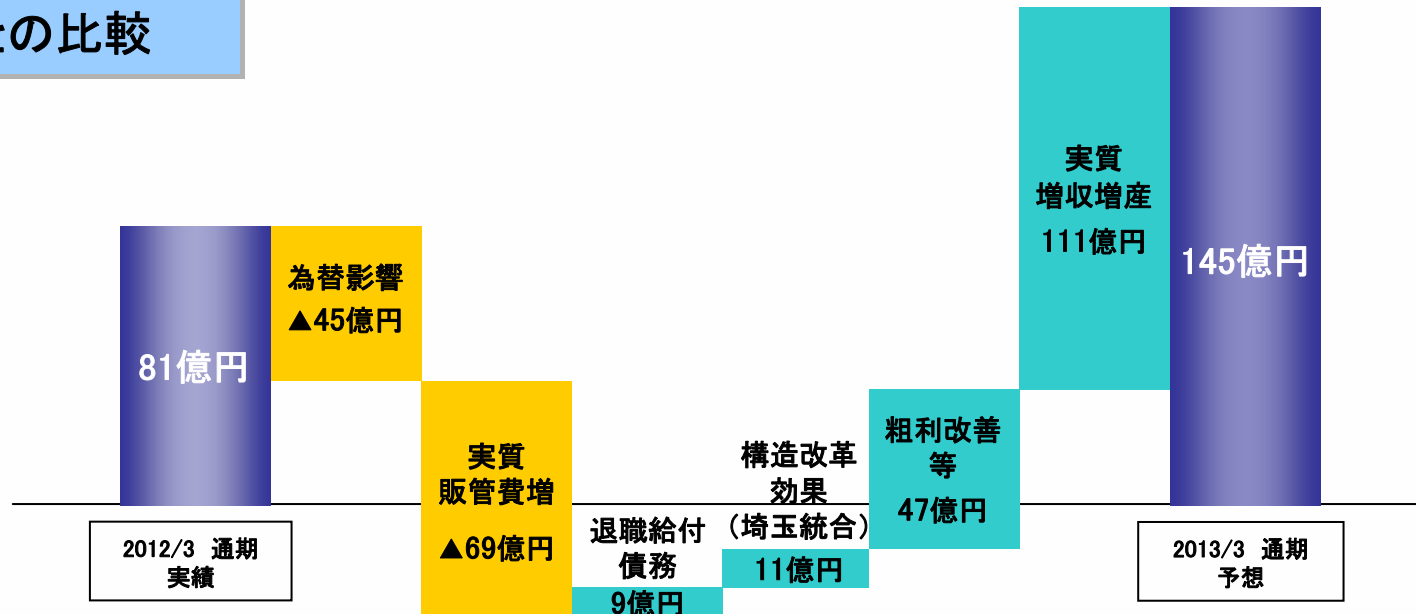 の比較
81億円
為替影響
▲45億円
実質
販管費増
▲69億円
退職給付
債務
9億円
構造改革
効果
（埼玉統合）
11億円
粗利改善
等
47億円
実質
増収増産
111億円
145億円
2012/3 通期
実績
2013/3 通期
予想